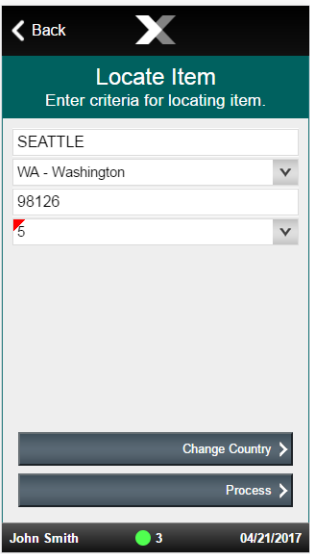 Back
Locate Item
Enter criteria for locating item.
SEATTLE
WA - Washington
98126
5
Change Country
Process
John Smith 3 04/21/2017